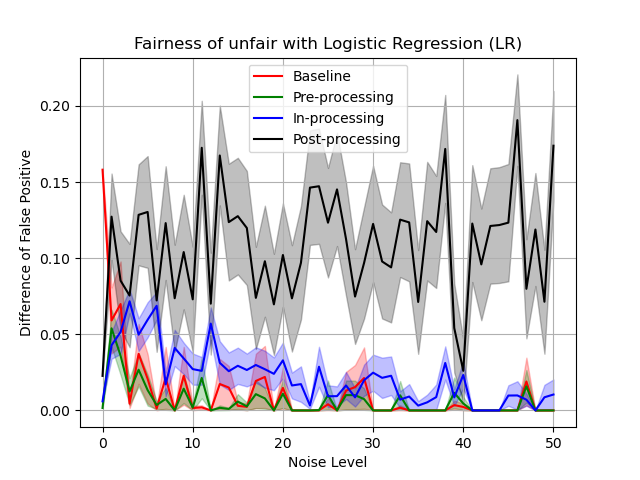 Fairness of unfair with Logistic Regression (LR)
Baseline
Pre-processing
In-processing
Post-processing
Difference of False Positive
0.20
0.15
0.10
0.05
0.00
0
10
20
30
40
50
Noise Level